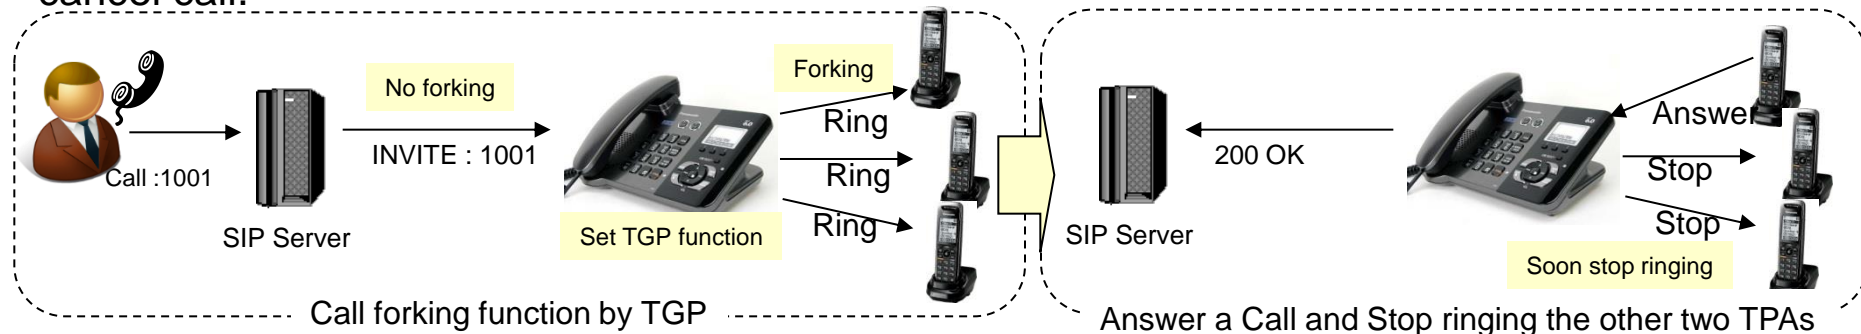 cancel call.
No forking
Forking
Ring
Ring
Ring
Call :1001
INVITE : 1001
SIP Server
Set TGP function
Call forking function by TGP
Answer
200 OK
Stop
Stop
SIP Server
Soon stop ringing
Answer a Call and Stop ringing the other two TPAs